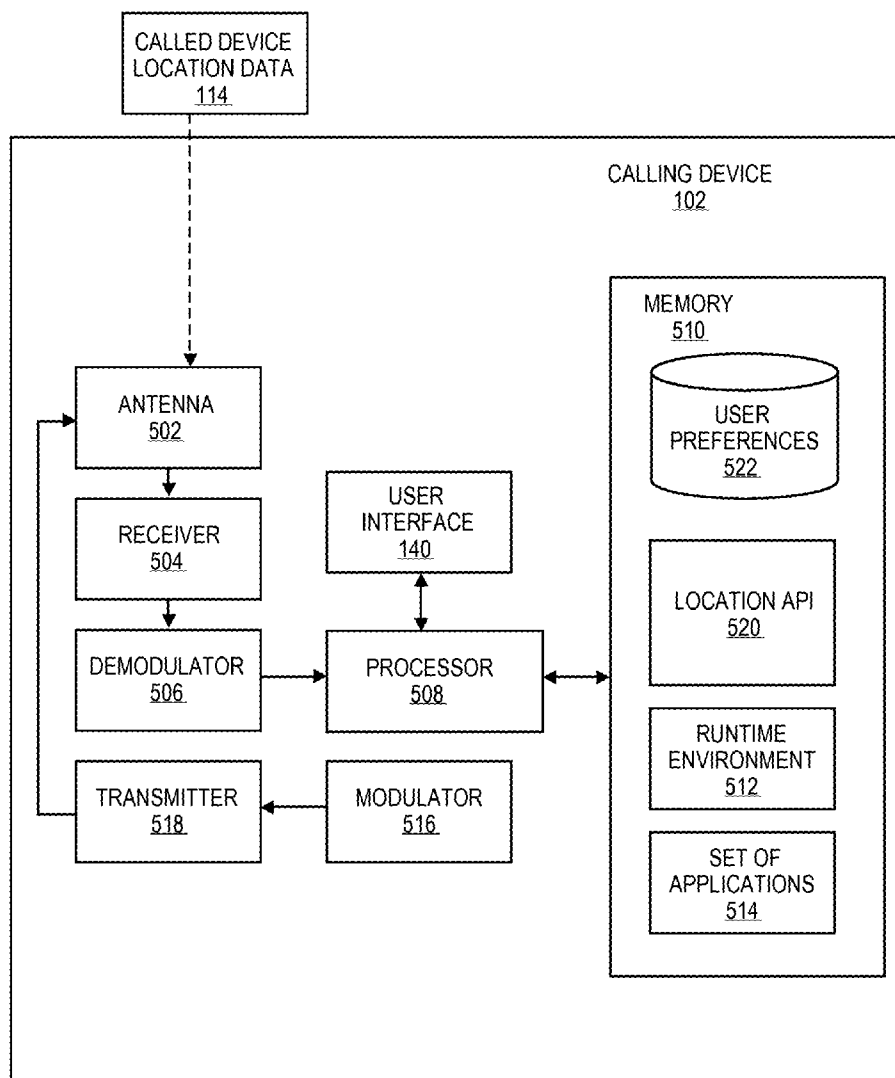 CALLED DEVICE
LOCATION DATA
114
CALLING DEVICE
102
MEMORY
510
USER
PREFERENCES
522
ANTENNA
502
USER
INTERFACE
140
RECEIVER
504
LOCATION API
520
DEMODULATOR
506
PROCESSOR
508
RUNTIME
ENVIRONMENT
512
TRANSMITTER
518
MODULATOR
516
SET OF
APPLICATIONS
514